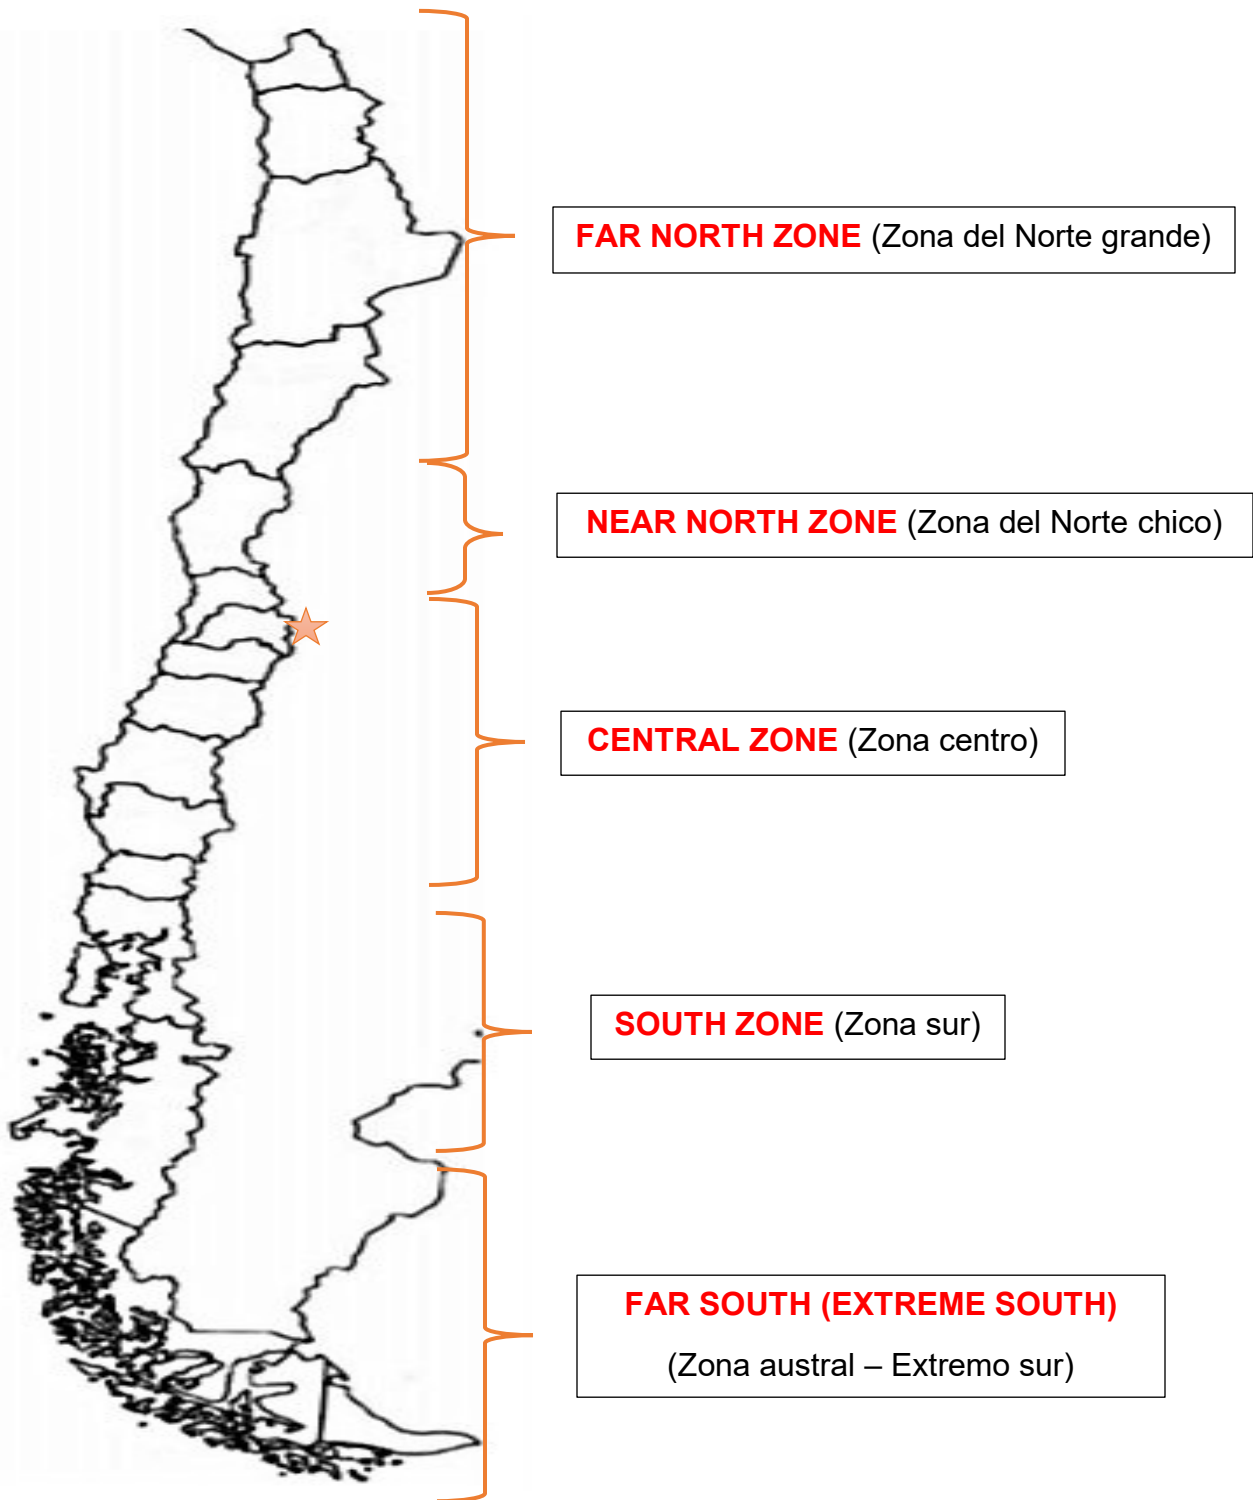 FAR NORTH ZONE (Zona del Norte grande)
NEAR NORTH ZONE (Zona del Norte chico)
CENTRAL ZONE (Zona centro)
SOUTH ZONE (Zona sur)
FAR SOUTH (EXTREME SOUTH)
(Zona austral – Extremo sur)